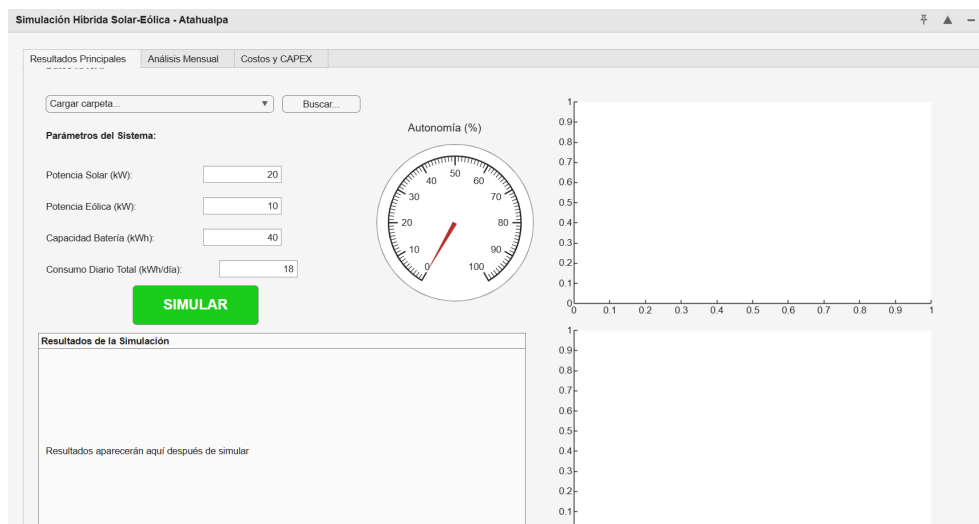 Simulación Híbrida Solar-Eólica - Atahualpa
Resultados Principales
Análisis Mensual
Costos y CAPEX
Cargar carpeta...
Buscar...
Parámetros del Sistema:
Potencia Solar (kW):
20
Potencia Eólica (kW):
10
Capacidad Batería (kWh):
40
Consumo Diario Total (kWh/día):
18
SIMULAR
Autonomía (%)
0
10
20
30
40
50
60
70
80
90
100
1
0.9
0.8
0.7
0.6
0.5
0.4
0.3
0.2
0.1
0
0 0.1 0.2 0.3 0.4 0.5 0.6 0.7 0.8 0.9 1
Resultados de la Simulación
Resultados aparecerán aquí después de simular
1
0.9
0.8
0.7
0.6
0.5
0.4
0.3
0.2
0.1